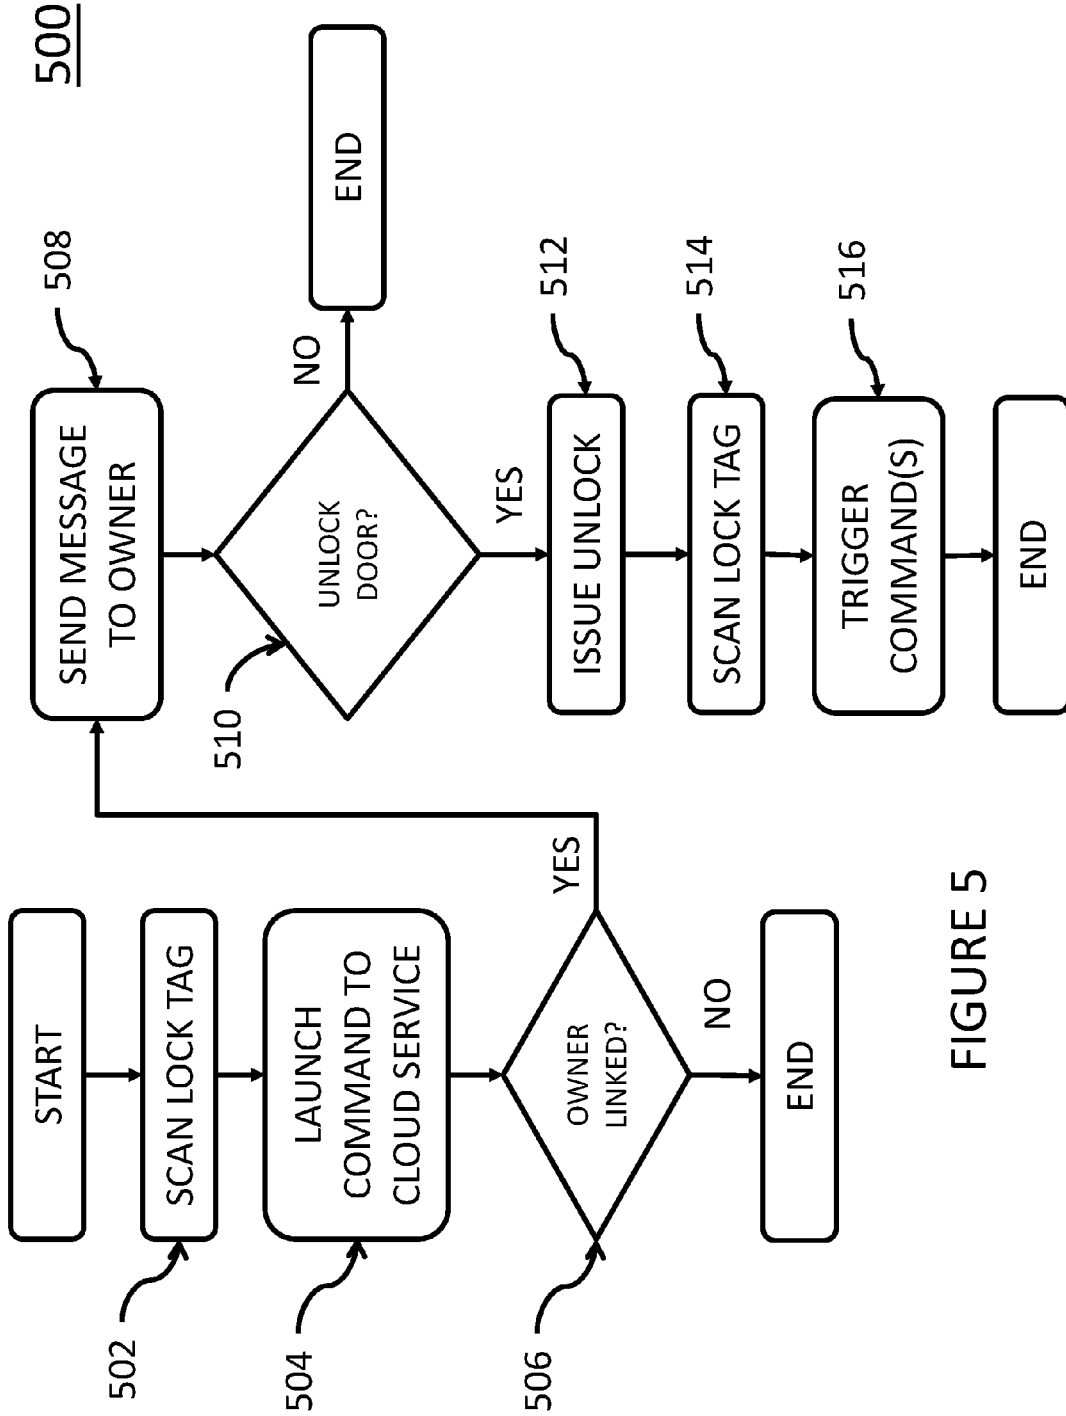 500
START
502
SCAN LOCK TAG
504
LAUNCH
COMMAND TO
CLOUD SERVICE
506
OWNER
LINKED?
YES
NO
END
508
SEND MESSAGE
TO OWNER
510
UNLOCK
DOOR?
NO
END
YES
512
ISSUE UNLOCK
514
SCAN LOCK TAG
516
TRIGGER
COMMAND(S)
END
FIGURE 5